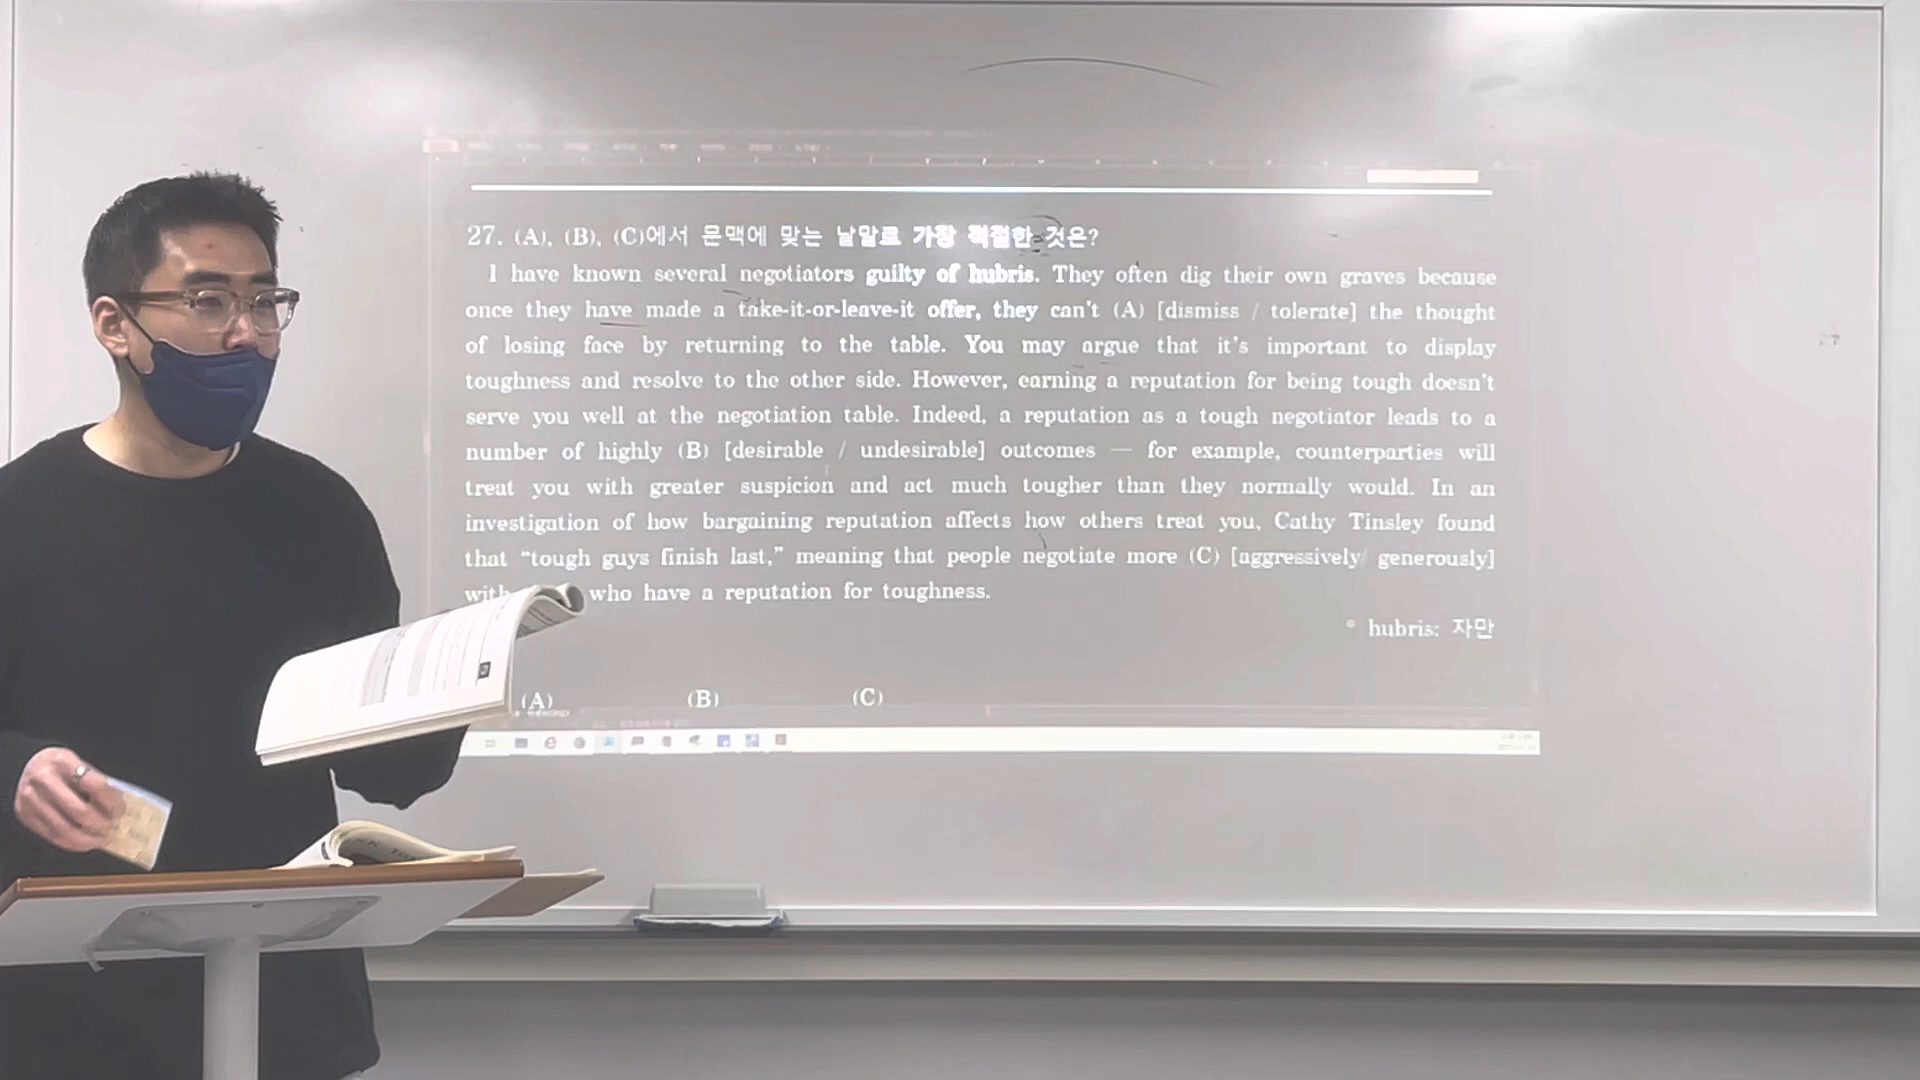 27. (A), (B), (C)에서 문맥에 맞는 낱말로 가장 적절한 것은?
I have known several negotiators guilty of hubris. They often dig their own graves because
once they have made a take-it-or-leave-it offer, they can't (A) [dismiss / tolerate] the thought
of losing face by returning to the table. You may argue that it's important to display
toughness and resolve to the other side. However, earning a reputation for being tough doesn't
serve you well at the negotiation table. Indeed, a reputation as a tough negotiator leads to a
number of highly (B) [desirable / undesirable] outcomes — for example, counterparties will
treat you with greater suspicion and act much tougher than they normally would. In an
investigation of how bargaining reputation affects how others treat you, Cathy Tinsley found
that “tough guys finish last,” meaning that people negotiate more (C) [aggressively/ generously]
with who have a reputation for toughness.
* hubris: 자만
(A) (B) (C)